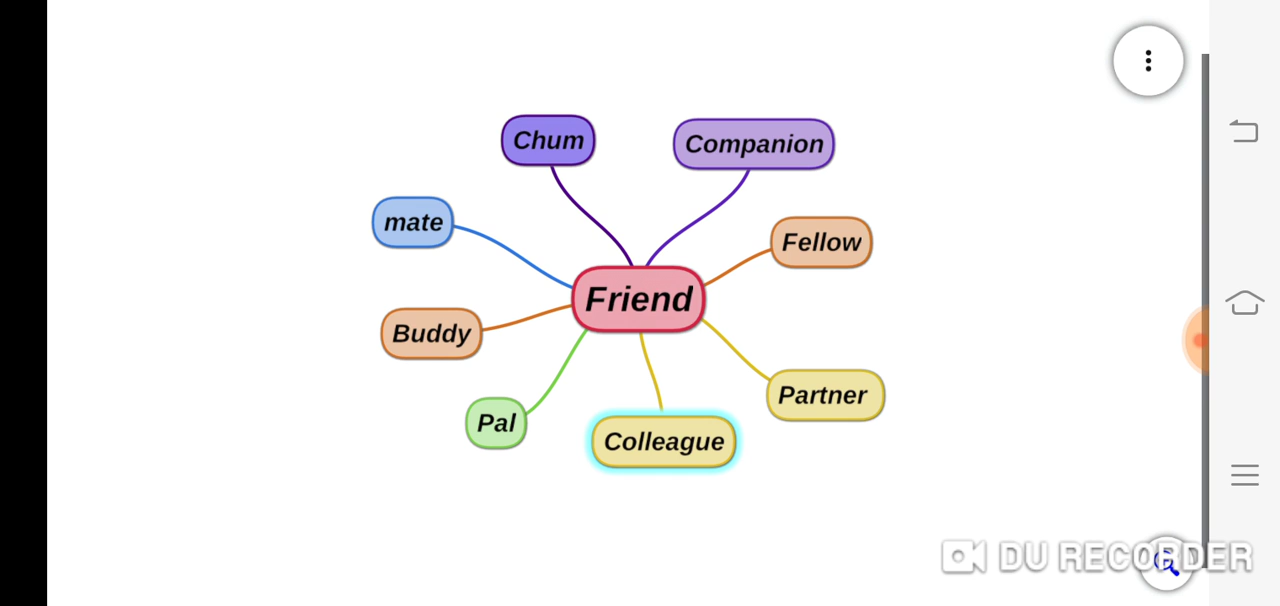 Chum
Companion
mate
Fellow
Friend
Buddy
Partner
Pal
Colleague
DU RECORDER